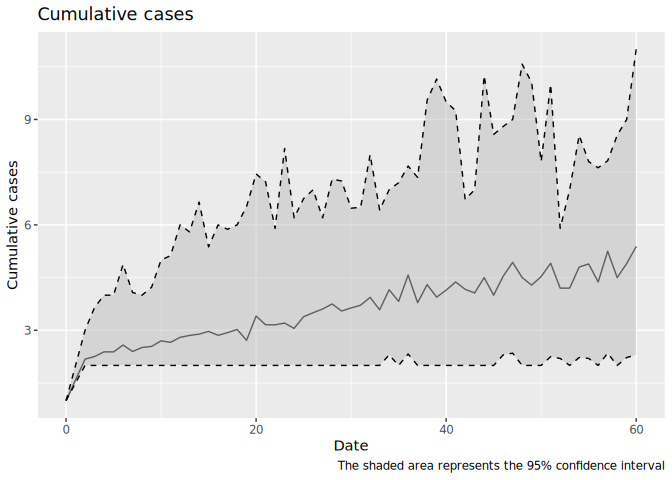 Cumulative cases
Cumulative cases
9
6
3
0
20
40
60
Date
The shaded area represents the 95% confidence interval